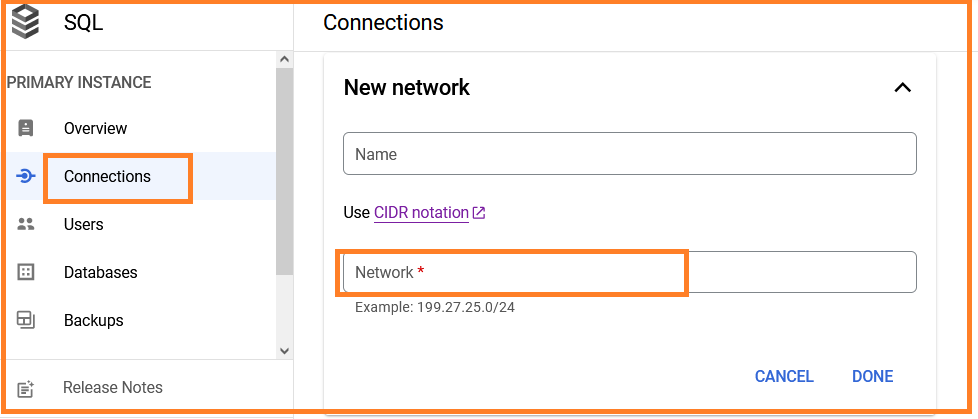 SQL
PRIMARY INSTANCE
Overview
Connections
Users
Databases
Backups
Release Notes
Connections
New network
Name
Use CIDR notation
Network *
Example: 199.27.25.0/24
CANCEL DONE